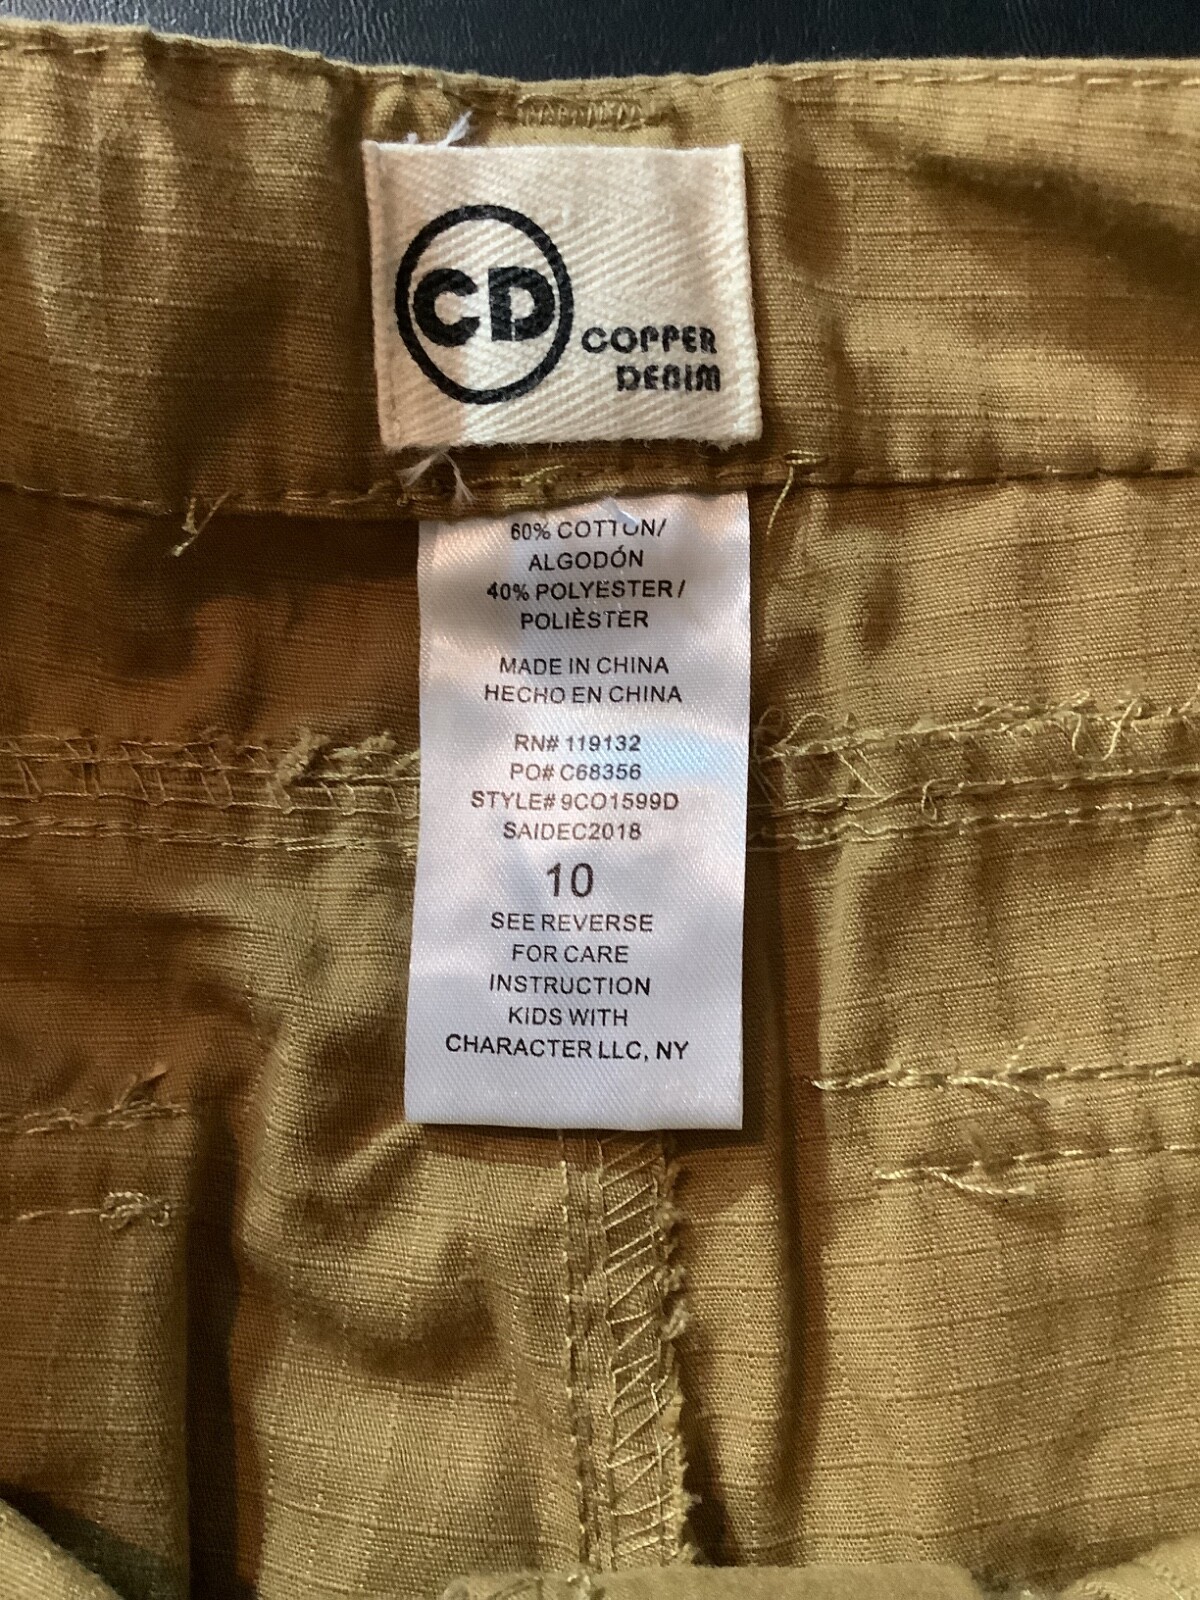 CD
COPPER
DENIM
60% COTTON/
ALGODÓN
40% POLYESTER/
POLIÈSTER
MADE IN CHINA
HECHO EN CHINA
RN# 119132
PO# C68356
STYLE# 9CO1599D
SAIDEC2018
10
SEE REVERSE
FOR CARE
INSTRUCTION
KIDS WITH
CHARACTER LLC, NY